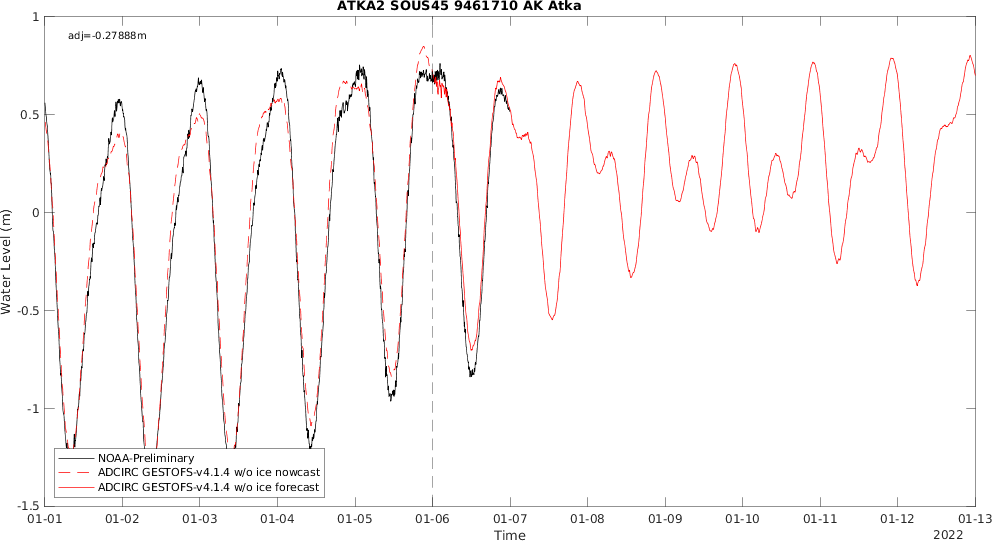 ATKA2 SOUS45 9461710 AK Atka
adj=-0.27888m
1
0.5
0
-0.5
-1
-1.5
Water Level (m)
NOAA-Preliminary
ADCIRC GESTOFS-v4.1.4 w/o ice nowcast
ADCIRC GESTOFS-v4.1.4 w/o ice forecast
01-01 01-02 01-03 01-04 01-05 01-06 01-07 01-08 01-09 01-10 01-11 01-12 01-13
Time
2022